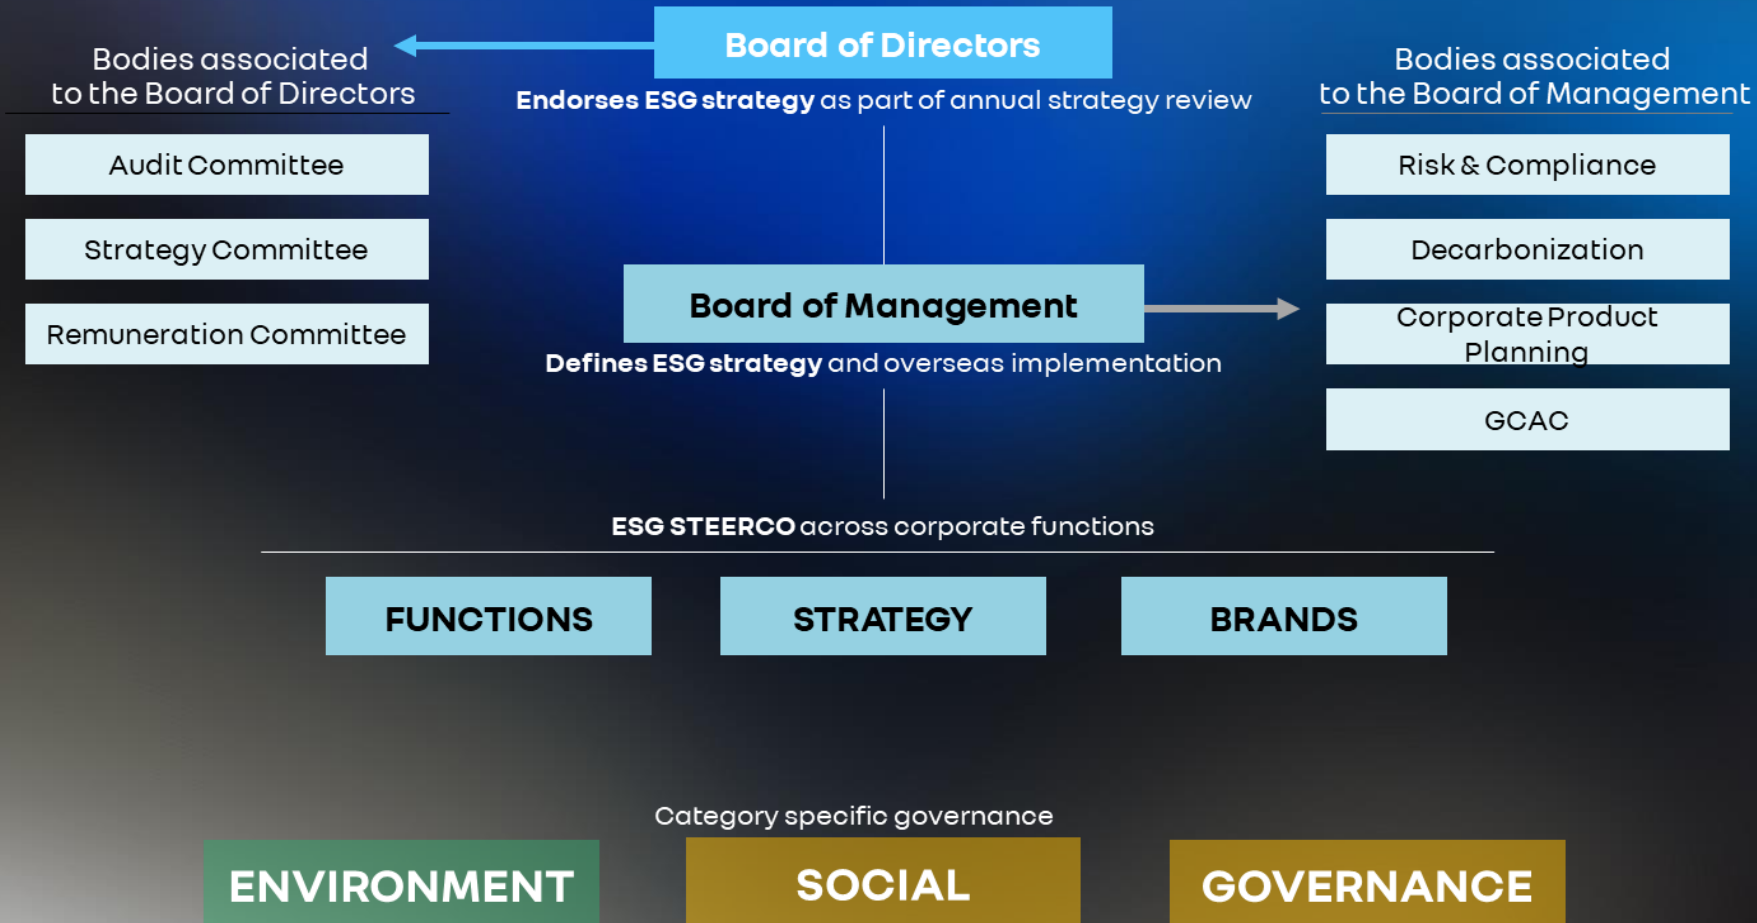 Board of Directors
Endorses ESG strategy as part of annual strategy review
Bodies associated
to the Board of Directors
Audit Committee
Strategy Committee
Remuneration Committee
Bodies associated
to the Board of Management
Risk & Compliance
Decarbonization
Corporate Product
Planning
GCAC
Board of Management
Defines ESG strategy and overseas implementation
ESG STEERCO across corporate functions
FUNCTIONS
STRATEGY
BRANDS
Category specific governance
ENVIRONMENT
SOCIAL
GOVERNANCE